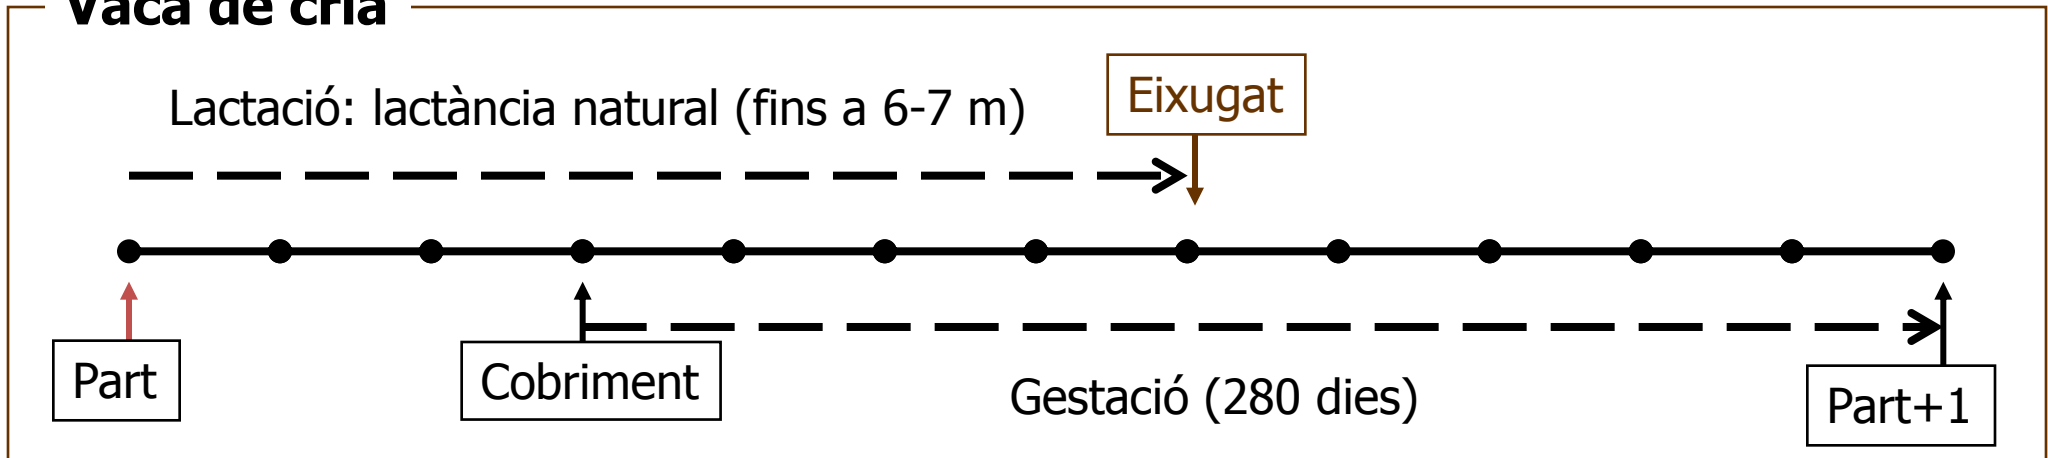 Vaca de cria
Lactació: lactància natural (fins a 6-7 m)
Eixugat
Part
Cobriment
Gestació (280 dies)
Part+1